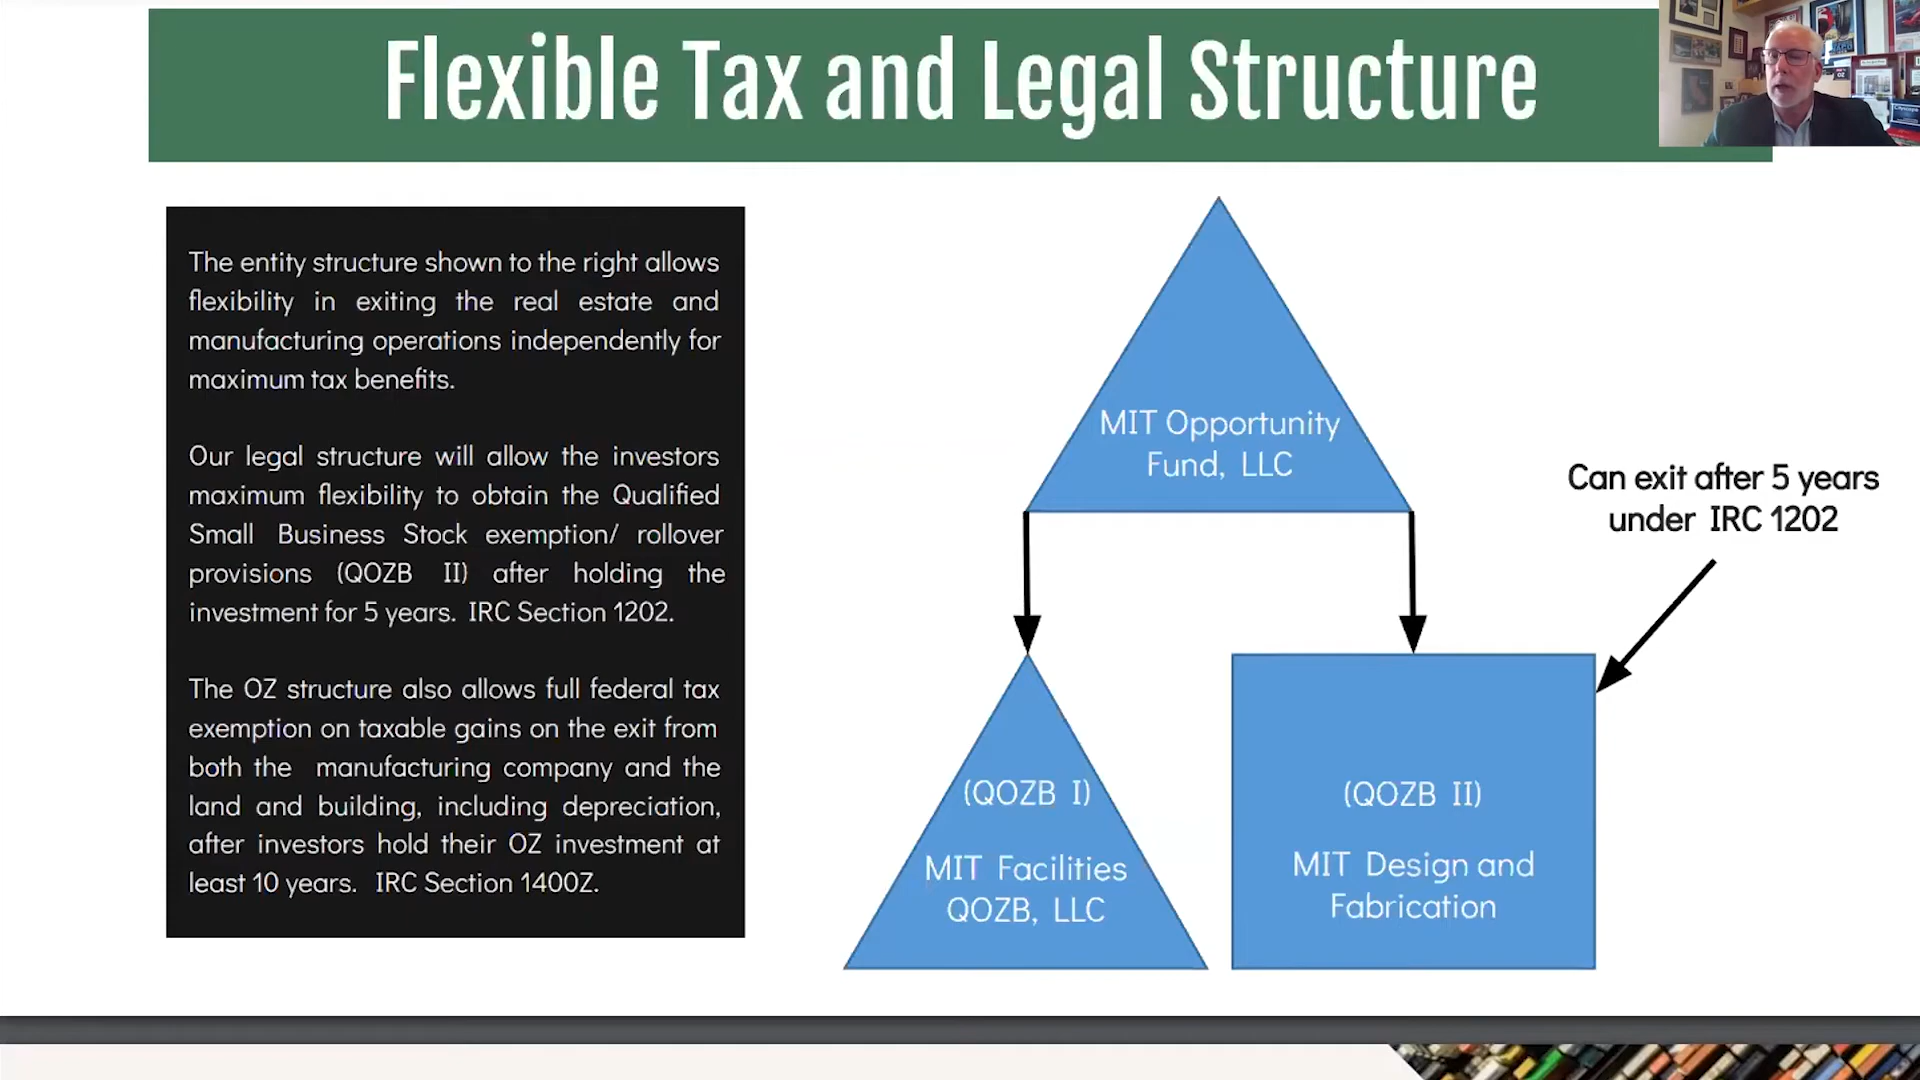 Flexible Tax and Legal Structure
The entity structure shown to the right allows
flexibility in exiting the real estate and
manufacturing operations independently for
maximum tax benefits.
Our legal structure will allow the investors
maximum flexibility to obtain the Qualified
Small Business Stock exemption/ rollover
provisions (QOZB II) after holding the
investment for 5 years. IRC Section 1202.
The OZ structure also allows full federal tax
exemption on taxable gains on the exit from
both the manufacturing company and the
land and building, including depreciation,
after investors hold their OZ investment at
least 10 years. IRC Section 1400Z.
MIT Opportunity
Fund, LLC
Can exit after 5 years
under IRC 1202
(QOZB I)
MIT Facilities
QOZB, LLC
(QOZB II)
MIT Design and
Fabrication